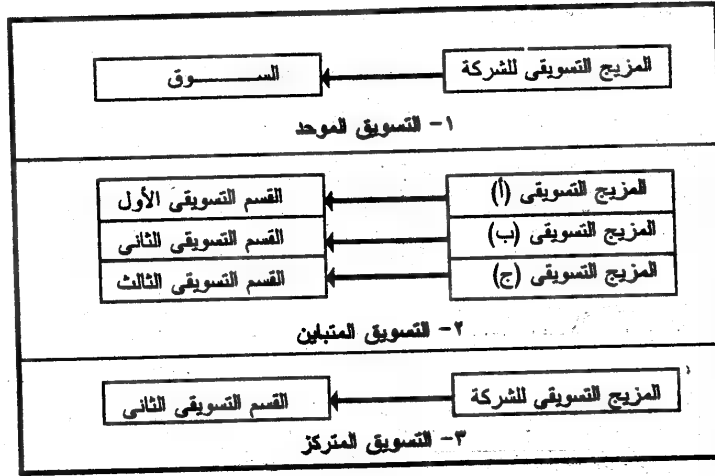 المزيج التسويقى للشركة
الســـــــوق
١- التسويق الموحد
المزيج التسويقى (أ)
القسم التسويقى الأول
المزيج التسويقى (ب)
القسم التسويقى الثانى
المزيج التسويقى (ج)
القسم التسويقى الثالث
٢- التسويق المتباين
المزيج التسويقى للشركة
القسم التسويقى الثانى
٣- التسويق المتركز